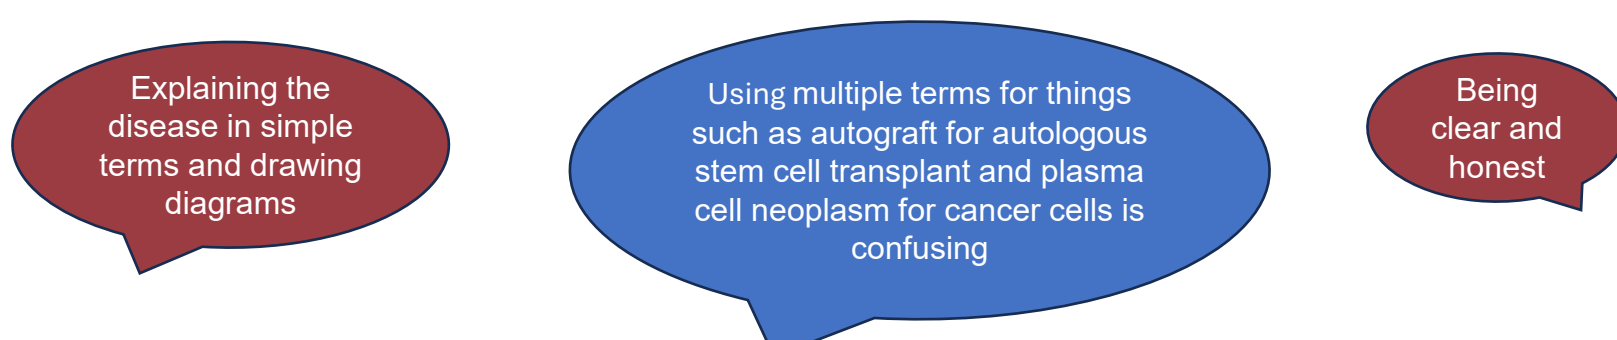 Explaining the
disease in simple
terms and drawing
diagrams
Using multiple terms for things
such as autograft for autologous
stem cell transplant and plasma
cell neoplasm for cancer cells is
confusing
Being
clear and
honest